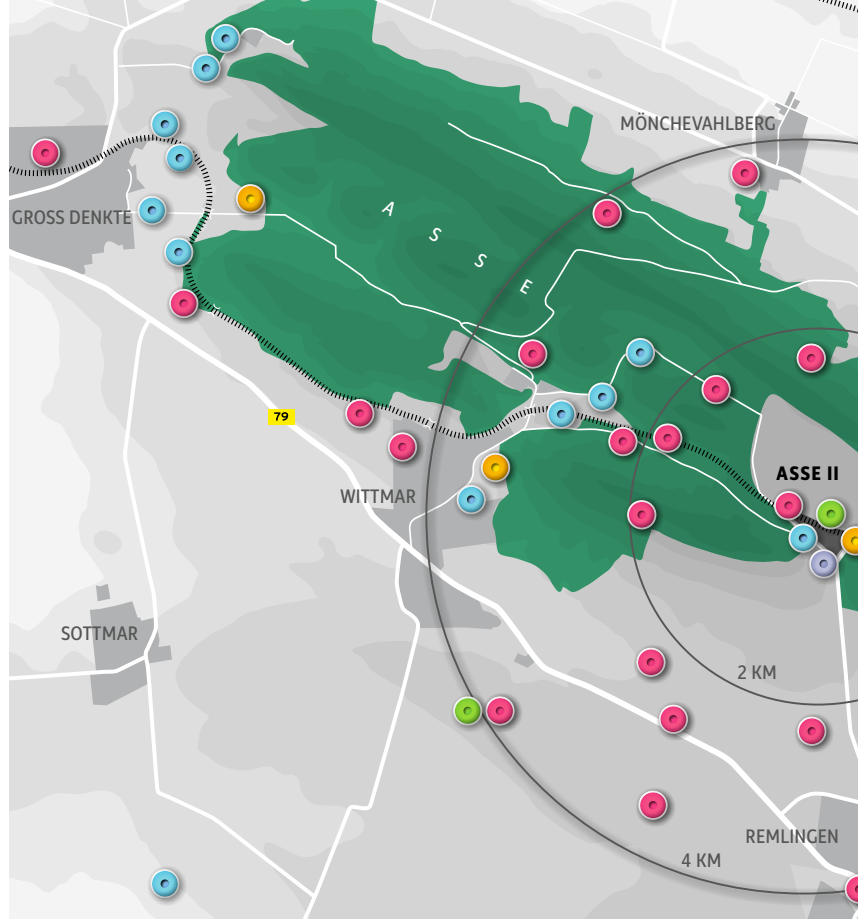 MÖNCHEVAHLBERG
GROSS DENKTE
A S S E
79
ASSE II
WITTMAR
SOTTMAR
2 KM
REMLINGEN
4 KM